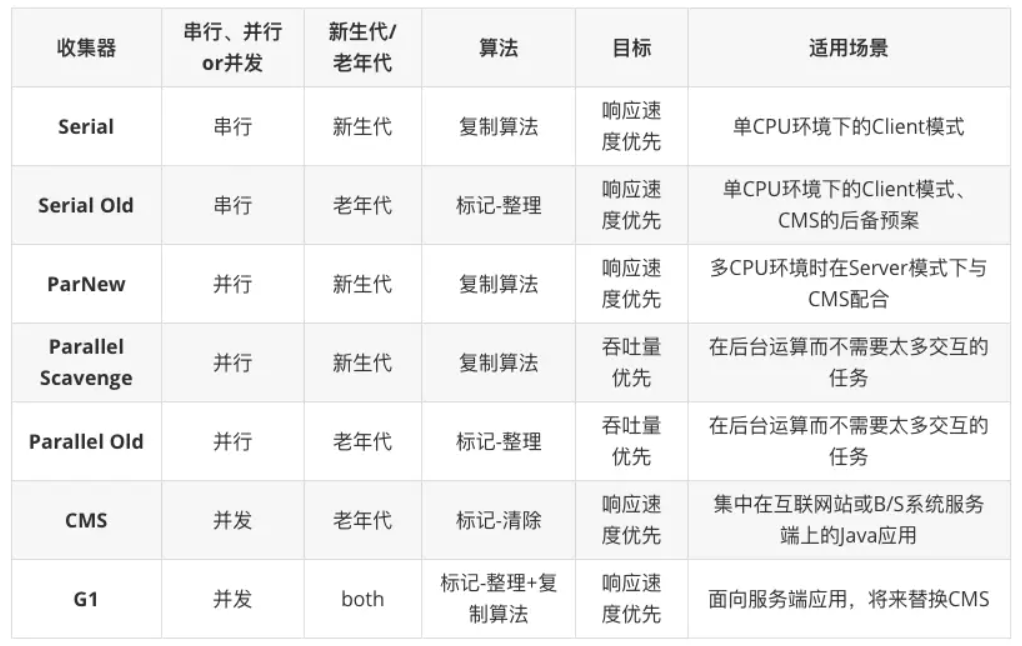 收集器
串行、并行
or并发
新生代/
老年代
算法
目标
适用场景
Serial
串行
新生代
复制算法
响应速
度优先
单CPU环境下的Client模式
Serial Old
串行
老年代
标记-整理
响应速
度优先
单CPU环境下的Client模式、
CMS的后备预案
ParNew
并行
新生代
复制算法
响应速
度优先
多CPU环境时在Server模式下与
CMS配合
Parallel
Scavenge
并行
新生代
复制算法
吞吐量
优先
在后台运算而不需要太多交互的
任务
Parallel Old
并行
老年代
标记-整理
吞吐量
优先
在后台运算而不需要太多交互的
任务
CMS
并发
老年代
标记-清除
响应速
度优先
集中在互联网站或B/S系统服务
端上的Java应用
G1
并发
both
标记-整理+复
制算法
响应速
度优先
面向服务端应用，将来替换CMS